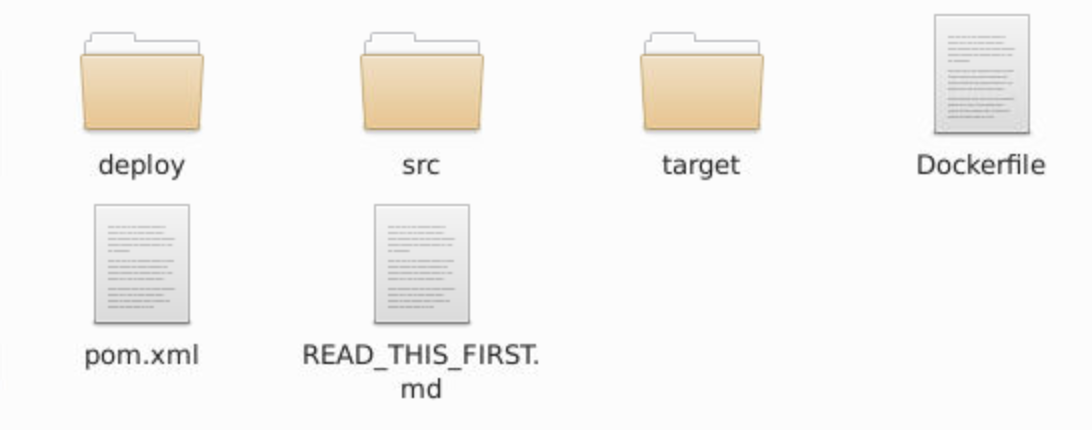 deploy
src
target
Dockerfile
pom.xml
READ_THIS_FIRST.
md